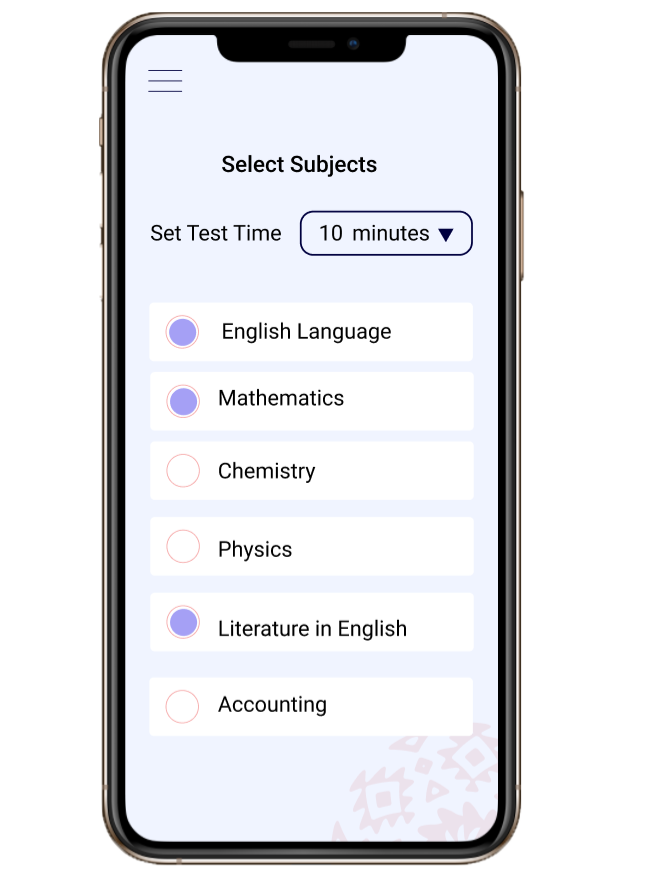 Select Subjects
Set Test Time 10 minutes
English Language
Mathematics
Chemistry
Physics
Literature in English
Accounting